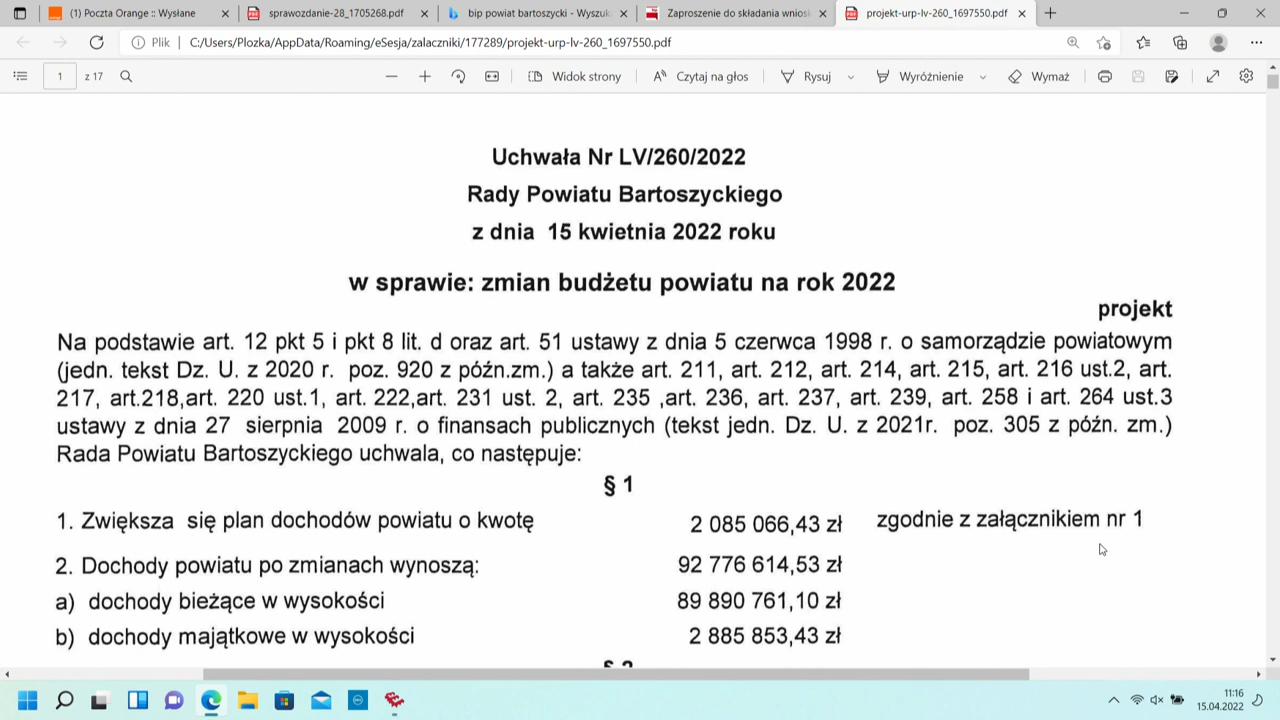 (1) Poczta Orange :: Wysłane
sprawozdanie-28_1705268.pdf
bip powiat bartoszycki - Wyszuk
Zaproszenie do składania wniosk
projekt-urp-lv-260_1697550.pdf
Plik | C:/Users/Plozka/AppData/Roaming/eSesja/zalaczniki/177289/projekt-urp-lv-260_1697550.pdf
1 z 17
Widok strony
Czytaj na głos
Rysuj
Wyróżnienie
Wymaż
Uchwała Nr LV/260/2022
Rady Powiatu Bartoszyckiego
z dnia 15 kwietnia 2022 roku
w sprawie: zmian budżetu powiatu na rok 2022
projekt
Na podstawie art. 12 pkt 5 i pkt 8 lit. d oraz art. 51 ustawy z dnia 5 czerwca 1998 r. o samorządzie powiatowym
(jedn. tekst Dz. U. z 2020 r. poz. 920 z późn.zm.) a także art. 211, art. 212, art. 214, art. 215, art. 216 ust.2, art.
217, art.218,art. 220 ust.1, art. 222,art. 231 ust. 2, art. 235 ,art. 236, art. 237, art. 239, art. 258 i art. 264 ust.3
ustawy z dnia 27 sierpnia 2009 r. o finansach publicznych (tekst jedn. Dz. U. z 2021r. poz. 305 z późn. zm.)
Rada Powiatu Bartoszyckiego uchwala, co następuje:
§ 1
1. Zwiększa się plan dochodów powiatu o kwotę 2 085 066,43 zł zgodnie z załącznikiem nr 1
2. Dochody powiatu po zmianach wynoszą: 92 776 614,53 zł
a) dochody bieżące w wysokości 89 890 761,10 zł
b) dochody majątkowe w wysokości 2 885 853,43 zł
11:16
15.04.2022